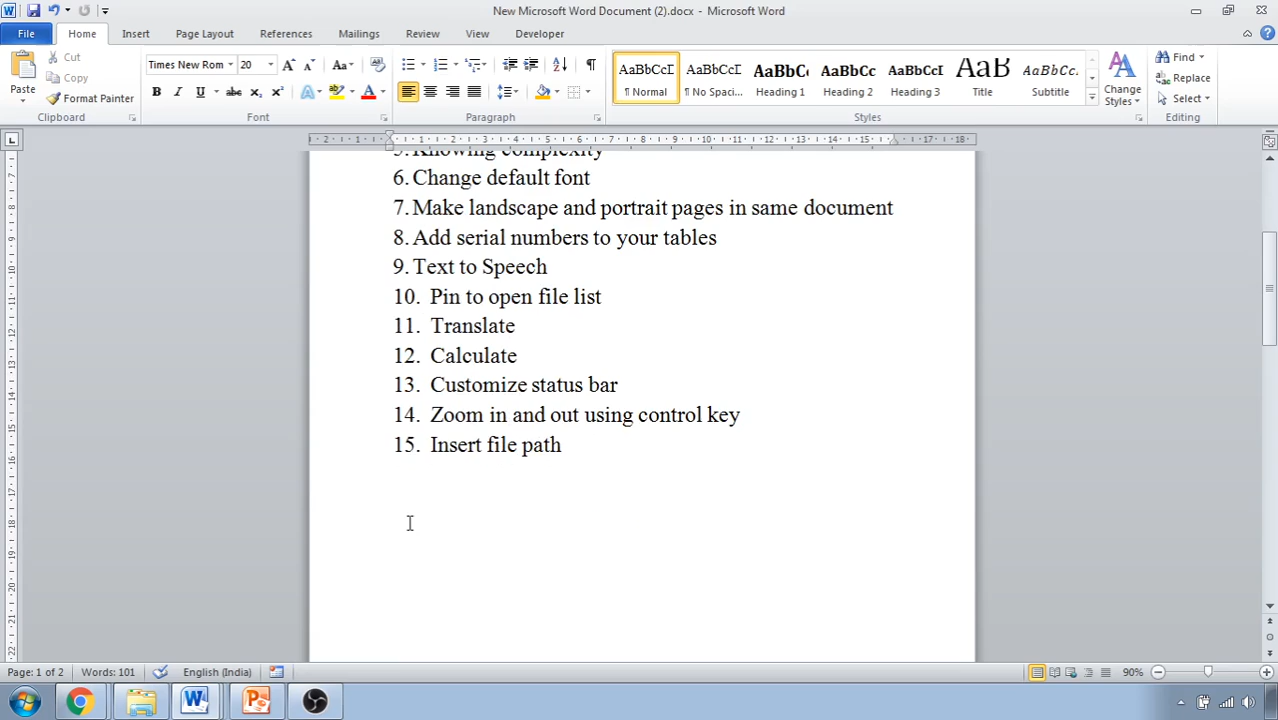 New Microsoft Word Document (2).docx - Microsoft Word
File Home Insert Page Layout References Mailings Review View Developer
Paste
Cut
Copy
Format Painter
Clipboard
Times New Rom 20
Font
Paragraph
AaBbCcI AaBbCcI AaBbC AaBbCc AaBbCcI AaB AaBbCc.
¶ Normal ¶ No Spaci... Heading 1 Heading 2 Heading 3 Title Subtitle
Change Styles
Styles
Find
Replace
Select
Editing
5. Knowing complexity
6. Change default font
7. Make landscape and portrait pages in same document
8. Add serial numbers to your tables
9. Text to Speech
10. Pin to open file list
11. Translate
12. Calculate
13. Customize status bar
14. Zoom in and out using control key
15. Insert file path
Page: 1 of 2 Words: 101 English (India) 90%